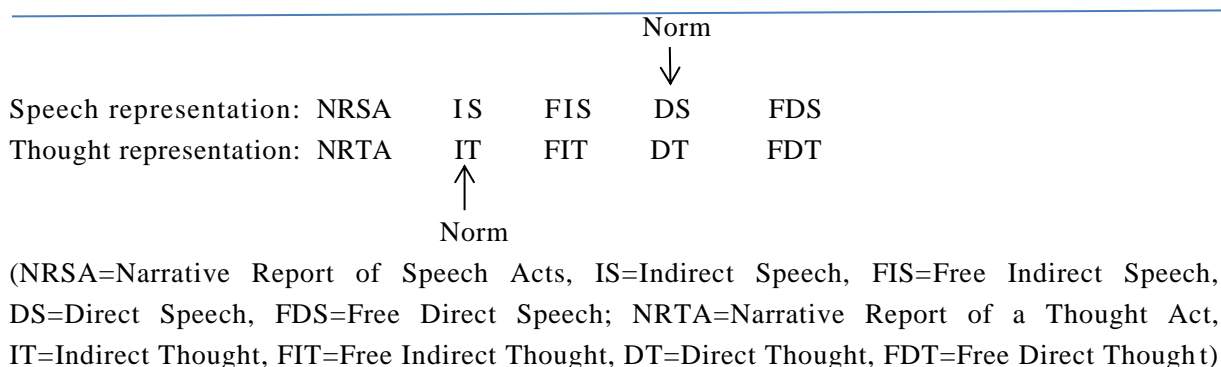 Norm
Speech representation: NRSA IS FIS DS FDS
Thought representation: NRTA IT FIT DT FDT
Norm
(NRSA=Narrative Report of Speech Acts, IS=Indirect Speech, FIS=Free Indirect Speech,
DS=Direct Speech, FDS=Free Direct Speech; NRTA=Narrative Report of a Thought Act,
IT=Indirect Thought, FIT=Free Indirect Thought, DT=Direct Thought, FDT=Free Direct Thought)